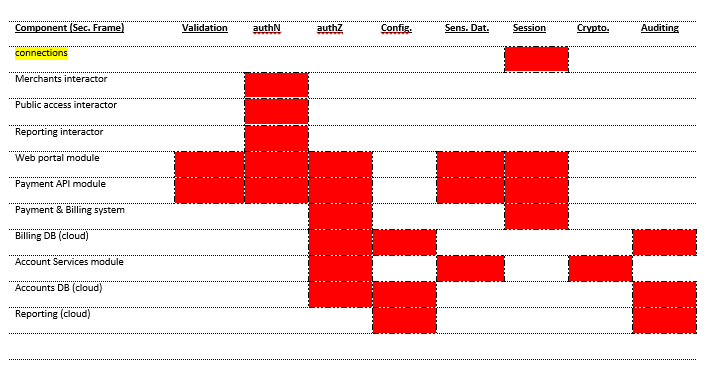 Component (Sec. Frame) Validation authN authZ Config. Sens. Dat. Session Crypto. Auditing
connections
Merchants interactor
Public access interactor
Reporting interactor
Web portal module
Payment API module
Payment & Billing system
Billing DB (cloud)
Account Services module
Accounts DB (cloud)
Reporting (cloud)